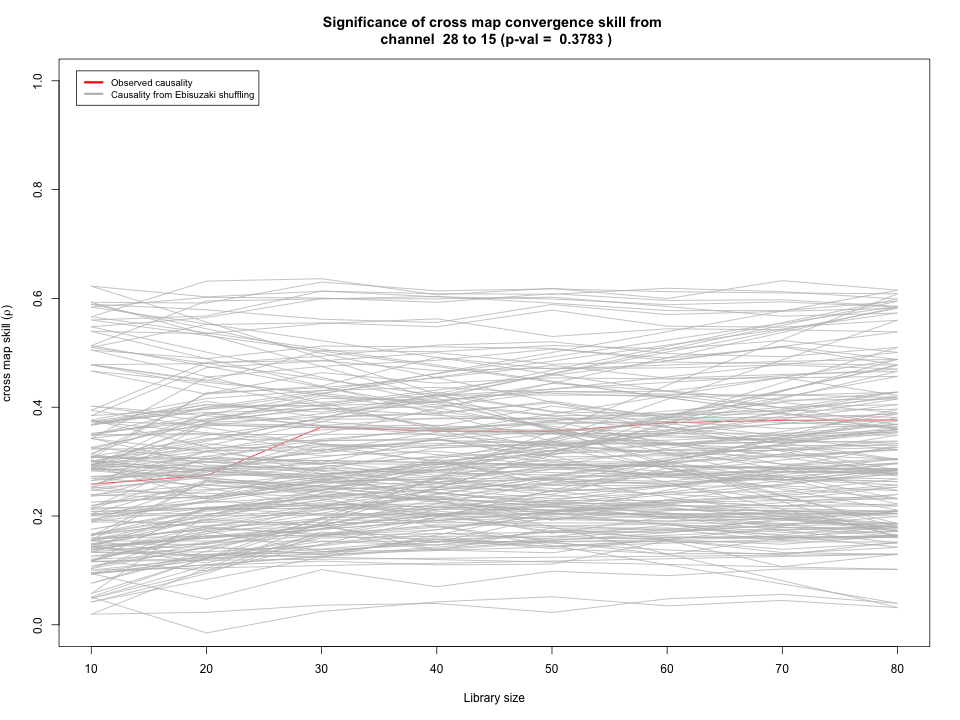 Significance of cross map convergence skill from
channel  28 to 15 (p-val =  0.3783 )
Observed causality
Causality from Ebisuzaki shuffling
cross map skill (ρ)
1.0
0.8
0.6
0.4
0.2
0.0
10 20 30 40 50 60 70 80
Library size